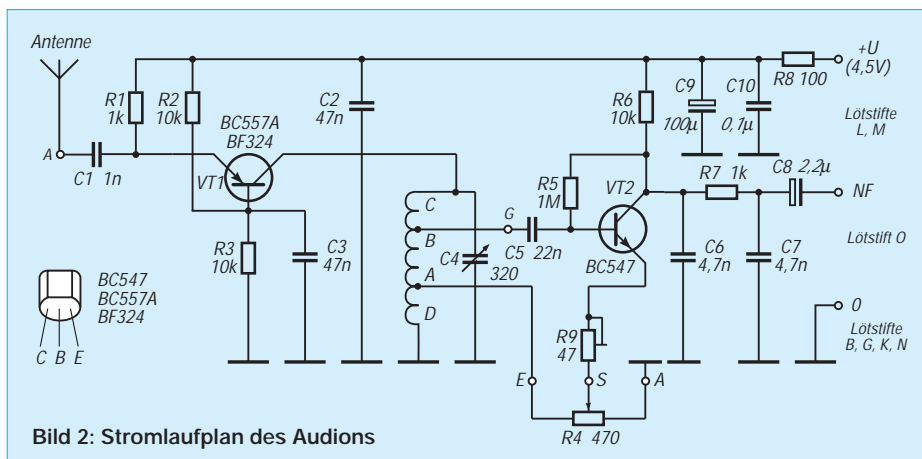 Antenne
A
C1 1n
R1
1k
R2
10k
BC557A
BF324
VT1
R3
10k
C3
47n
C2
47n
C
B
A
D
C4
320
G
C5 22n
R5
1M
R6
10k
VT2
BC547
C9
100µ
C10
0,1µ
R8 100
+U
(4,5V)
Lötstifte
L, M
R7 1k
C8 2,2µ
NF
Lötstift O
C6
4,7n
C7
4,7n
0
Lötstifte
B, G, K, N
R9
47
E
S
A
R4 470
BC547
BC557A
BF324
C B E
Bild 2: Stromlaufplan des Audions